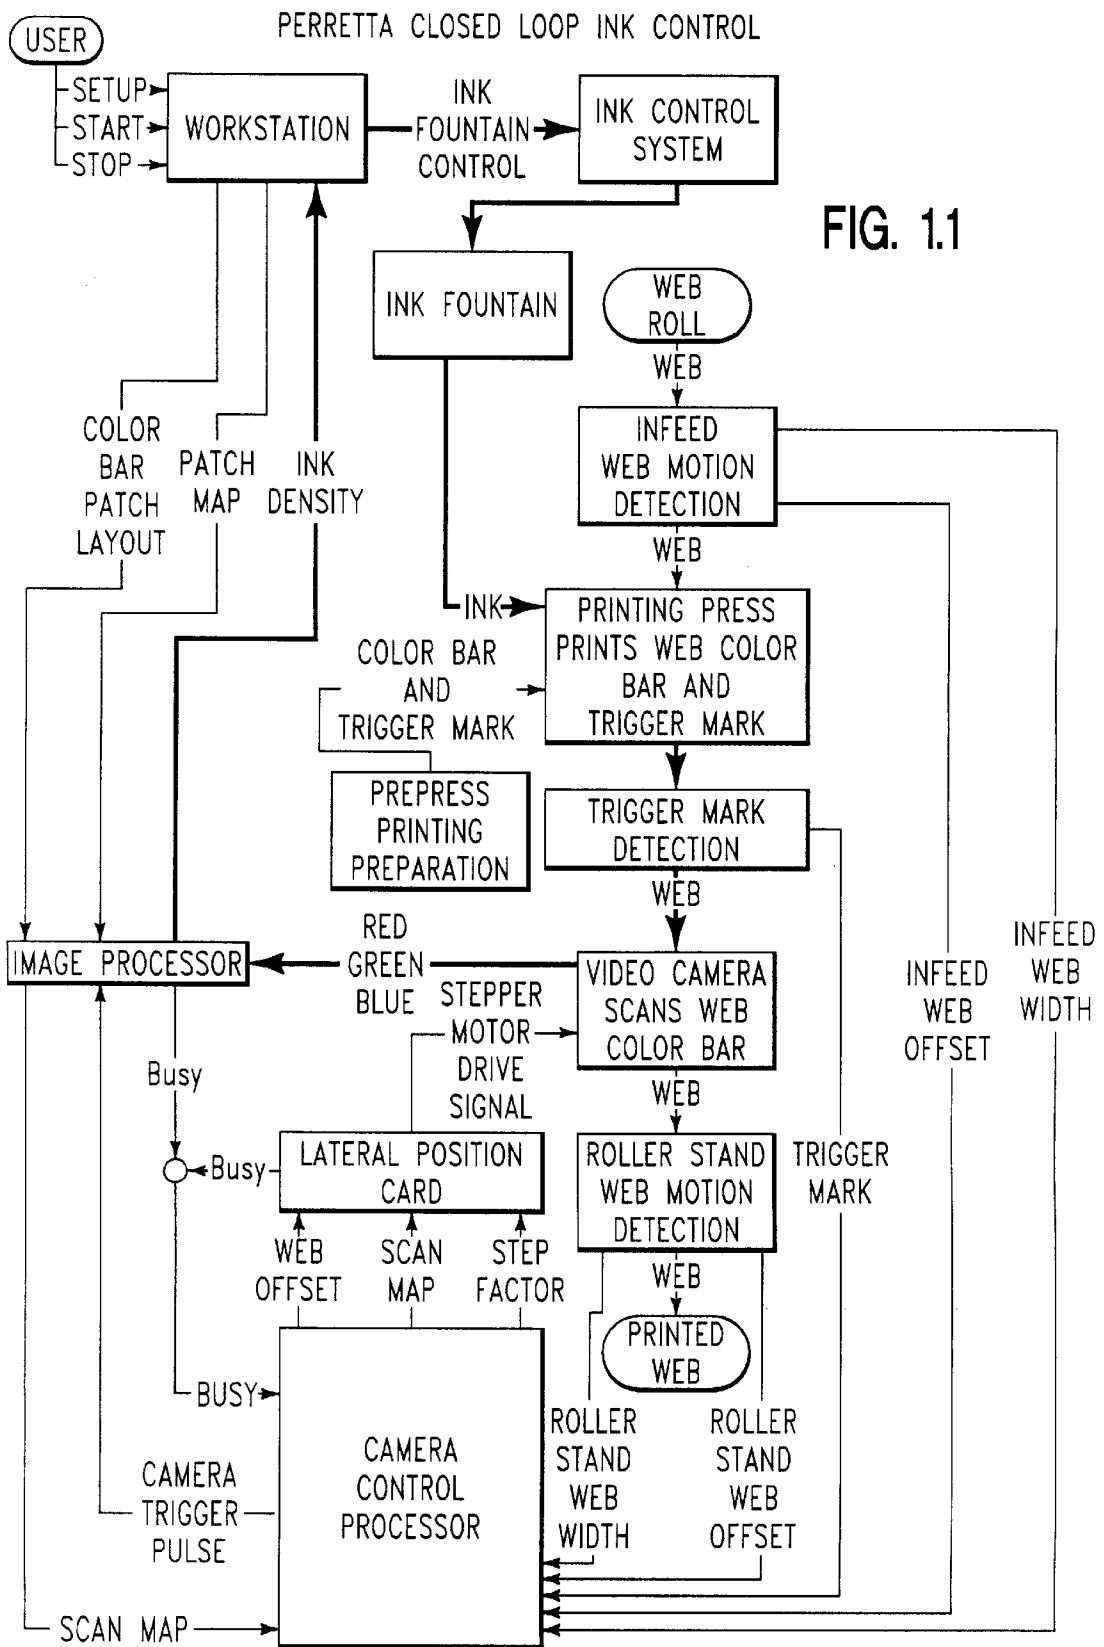 PERRETTA CLOSED LOOP INK CONTROL
USER
SETUP
START
STOP
WORKSTATION
INK
FOUNTAIN
CONTROL
INK CONTROL
SYSTEM
FIG. 1.1
INK FOUNTAIN
WEB
ROLL
WEB
INFEED
WEB MOTION
DETECTION
COLOR
BAR
PATCH
LAYOUT
PATCH
MAP
INK
DENSITY
WEB
INK
PRINTING PRESS
PRINTS WEB COLOR
BAR AND
TRIGGER MARK
COLOR BAR
AND
TRIGGER MARK
PREPRESS
PRINTING
PREPARATION
TRIGGER MARK
DETECTION
WEB
IMAGE PROCESSOR
RED
GREEN
BLUE
VIDEO CAMERA
SCANS WEB
COLOR BAR
INFEED
WEB
OFFSET
INFEED
WEB
WIDTH
STEPPER
MOTOR
DRIVE
SIGNAL
Busy
WEB
Busy
LATERAL POSITION
CARD
ROLLER STAND
WEB MOTION
DETECTION
TRIGGER
MARK
WEB
OFFSET
SCAN
MAP
STEP
FACTOR
WEB
PRINTED
WEB
BUSY
CAMERA
CONTROL
PROCESSOR
ROLLER
STAND
WEB
WIDTH
ROLLER
STAND
WEB
OFFSET
CAMERA
TRIGGER
PULSE
SCAN MAP